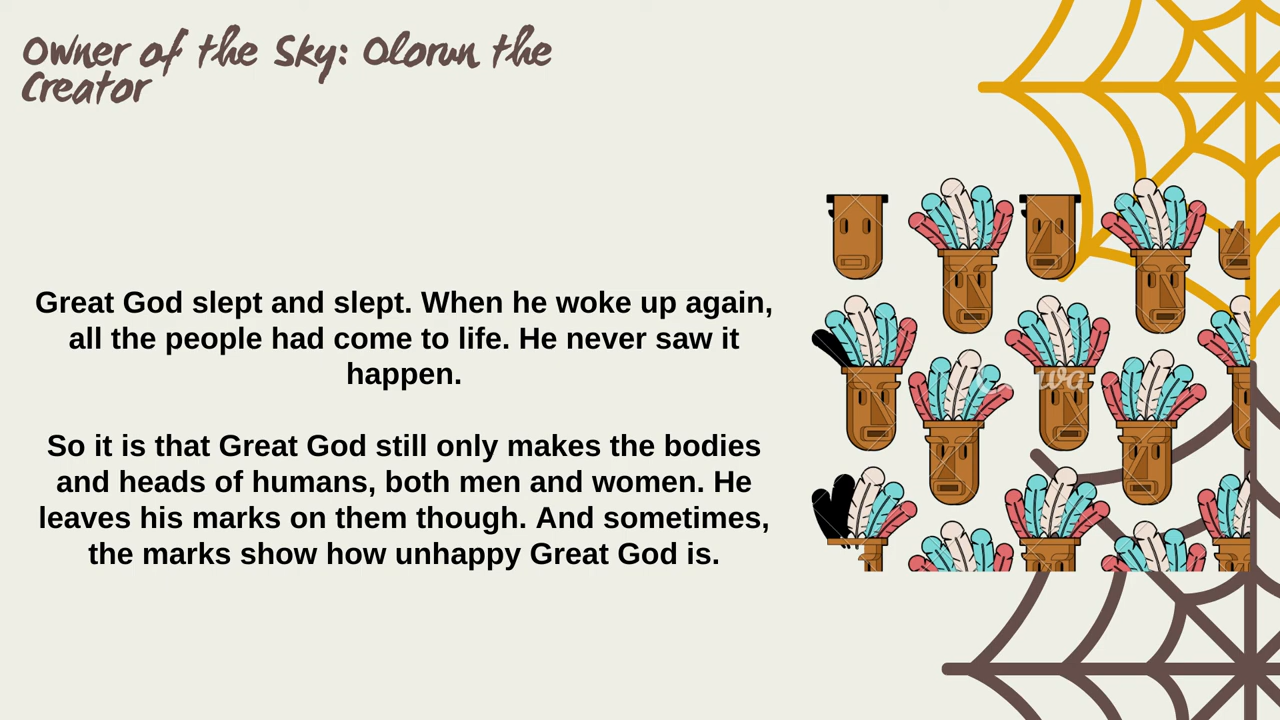 Owner of the Sky: Olorun the
Creator
Great God slept and slept. When he woke up again,
all the people had come to life. He never saw it
happen.
So it is that Great God still only makes the bodies
and heads of humans, both men and women. He
leaves his marks on them though. And sometimes,
the marks show how unhappy Great God is.